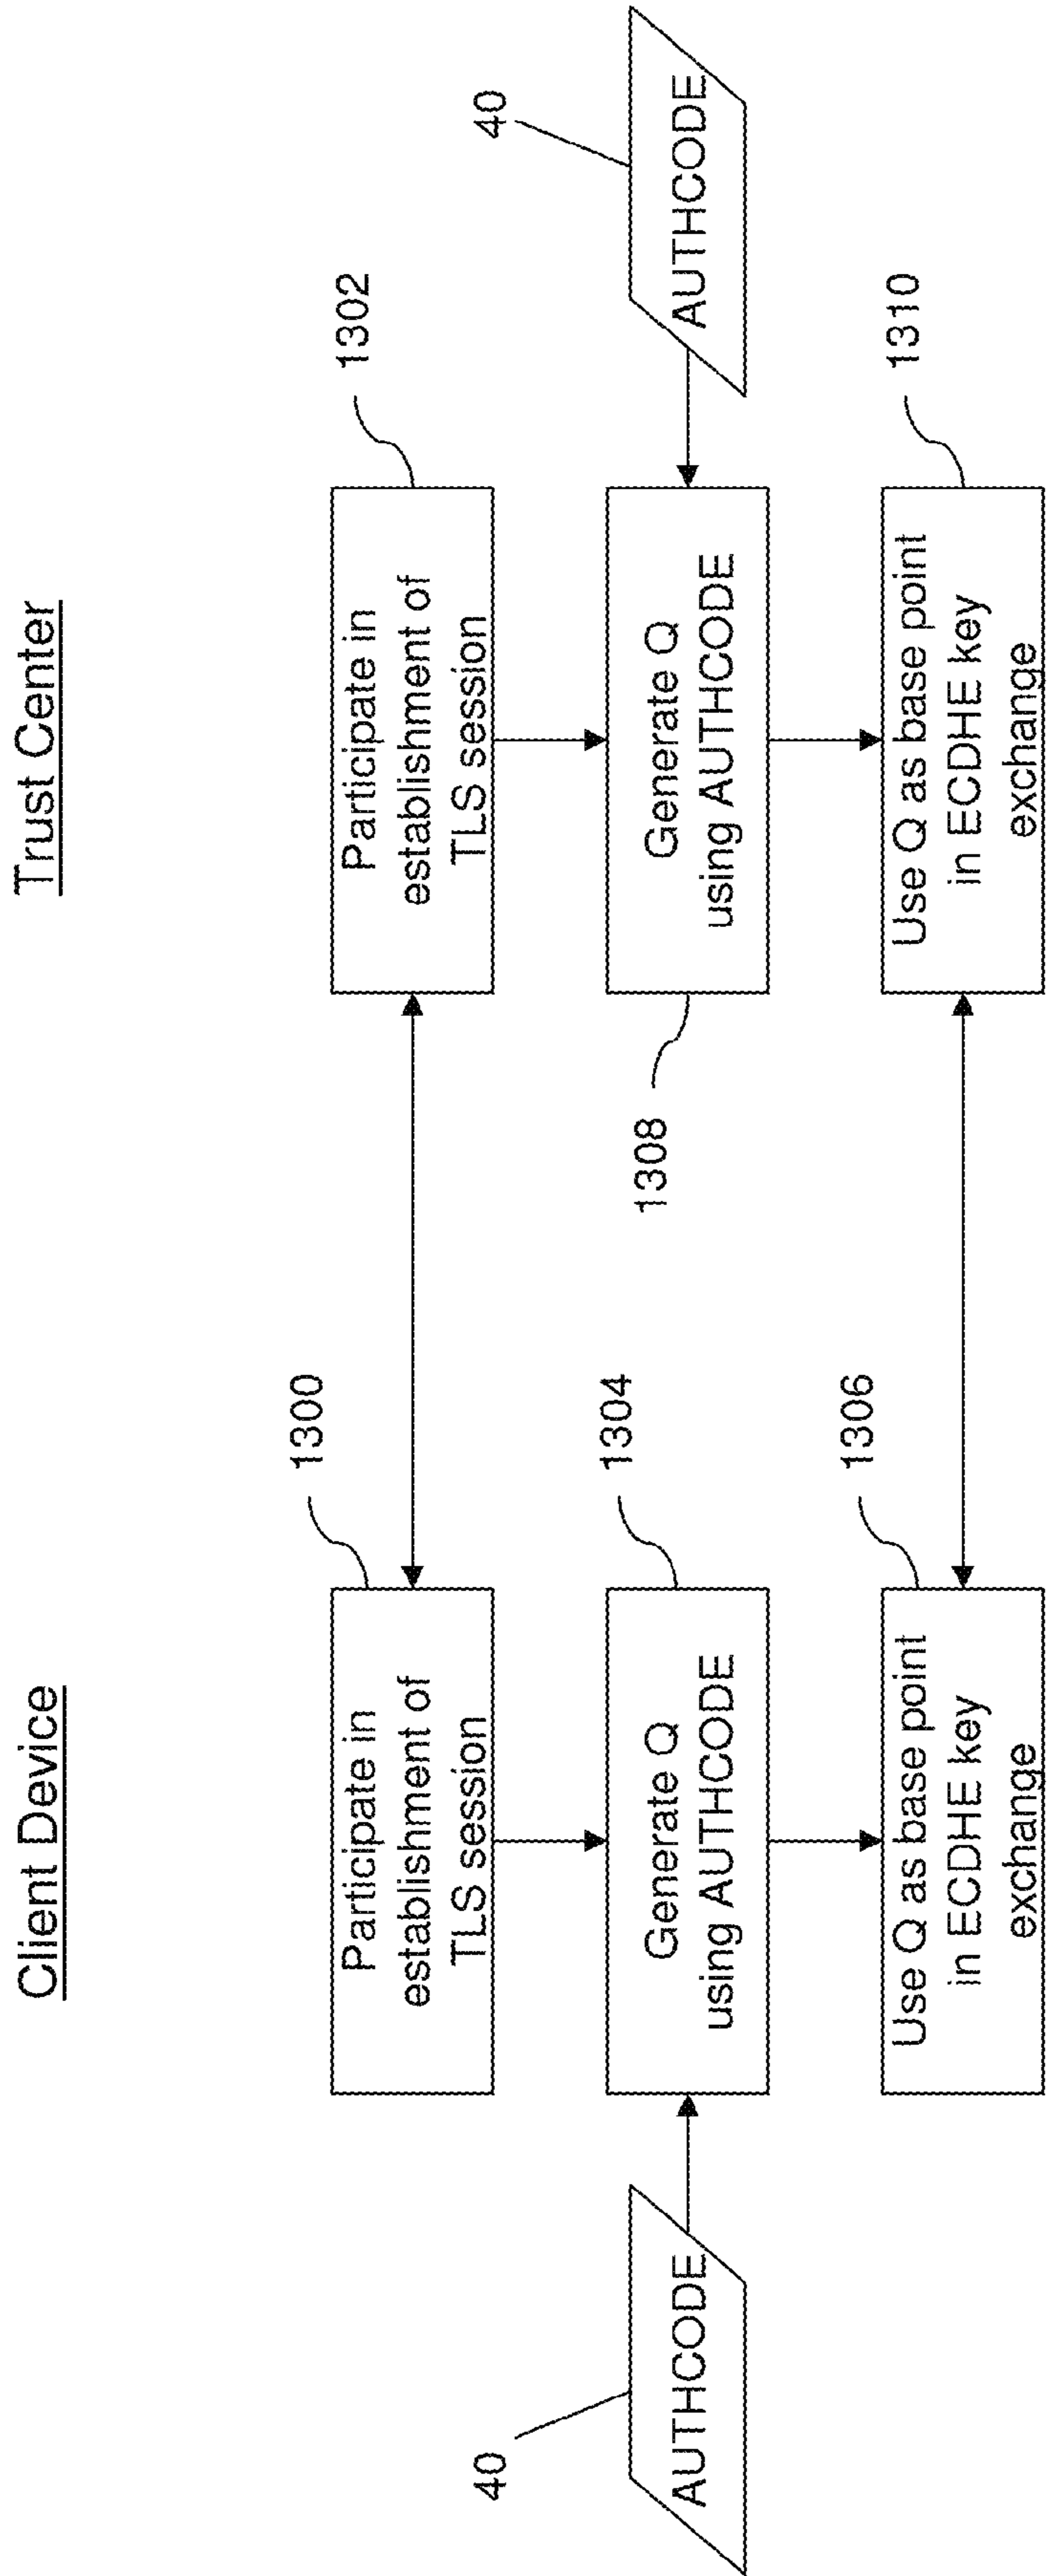 Client Device
Trust Center
1300
1302
Participate in
establishment of
TLS session
Participate in
establishment of
TLS session
40
40
1304
AUTHCODE
Generate Q
using AUTHCODE
Generate Q
using AUTHCODE
AUTHCODE
1308
1306
1310
Use Q as base point
in ECDHE key
exchange
Use Q as base point
in ECDHE key
exchange